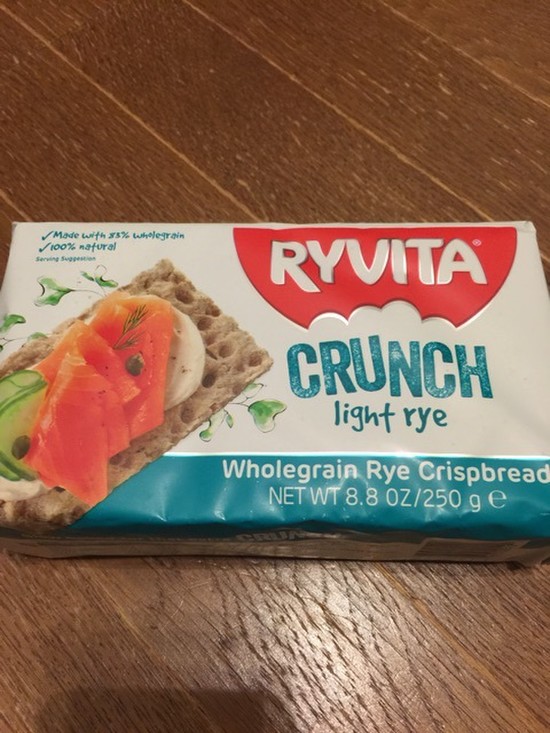 ✓Made with 83% wholegrain
✓100% natural
Serving Suggestion
RYVITA®
CRUNCH
light rye
Wholegrain Rye Crispbread
NET WT 8.8 OZ/250 g e
CRUNCH